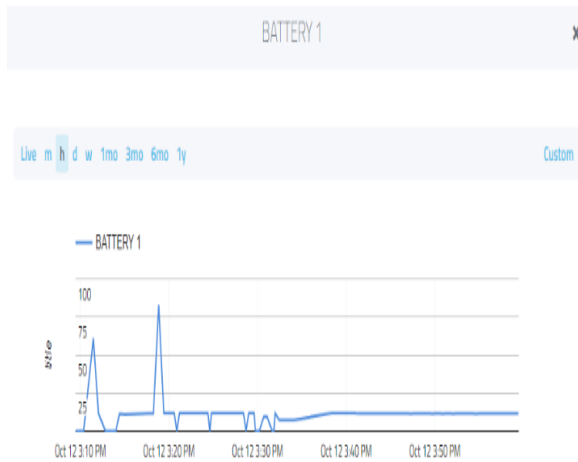 BATTERY 1
×
Live m h d w 1mo 3mo 6mo 1y Custom
BATTERY 1
100
75
50
25
title
Oct 12 3:10 PM Oct 12 3:20 PM Oct 12 3:30 PM Oct 12 3:40 PM Oct 12 3:50 PM